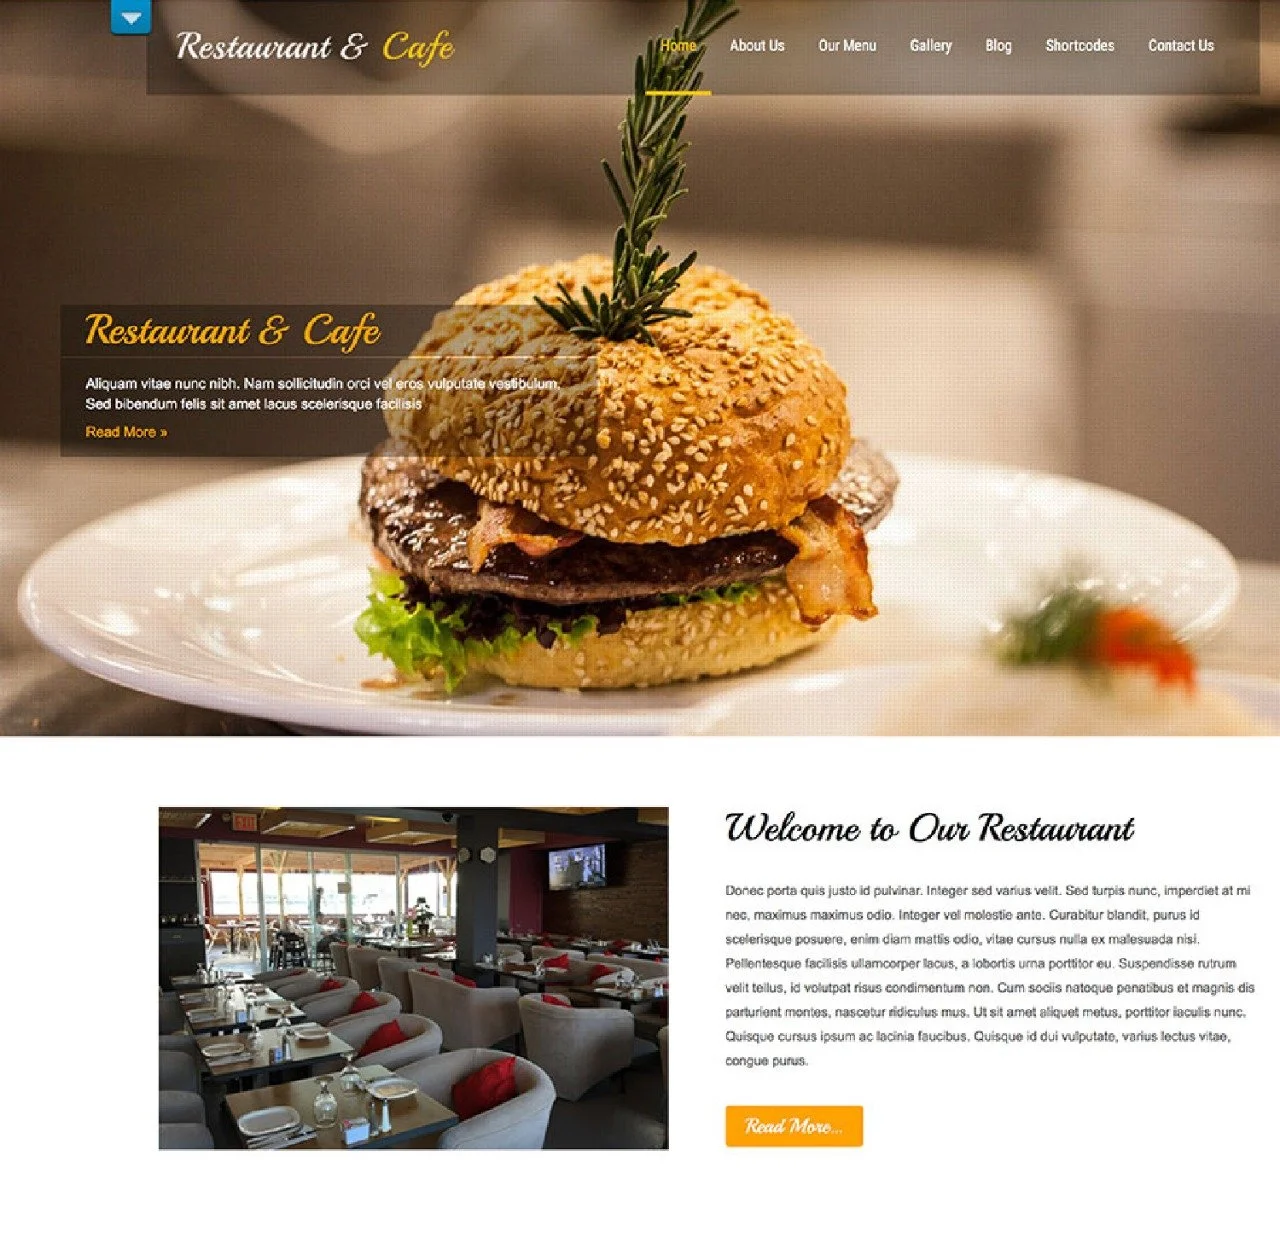 Restaurant & Cafe
Home About Us Our Menu Gallery Blog Shortcodes Contact Us
Restaurant & Cafe
Aliquam vitae nunc nibh. Nam sollicitudin orci vel eros vulputate vestibulum,
Sed bibendum felis sit amet lacus scelerisque facilisis
Read More »
EXIT
Welcome to Our Restaurant
Donec porta quis justo id pulvinar. Integer sed varius velit. Sed turpis nunc, imperdiet at mi
nec, maximus maximus odio. Integer vel molestie ante. Curabitur blandit, purus id
scelerisque posuere, enim diam mattis odio, vitae cursus nulla ex malesuada nisi.
Pellentesque facilisis ullamcorper lacus, a lobortis urna porttitor eu. Suspendisse rutrum
velit tellus, id volutpat risus condimentum non. Cum sociis natoque penatibus et magnis dis
parturient montes, nascetur ridiculus mus. Ut sit amet aliquet metus, porttitor iaculis nunc.
Quisque cursus ipsum ac lacinia faucibus. Quisque id dui vulputate, varius lectus vitae,
congue purus.
Read More...